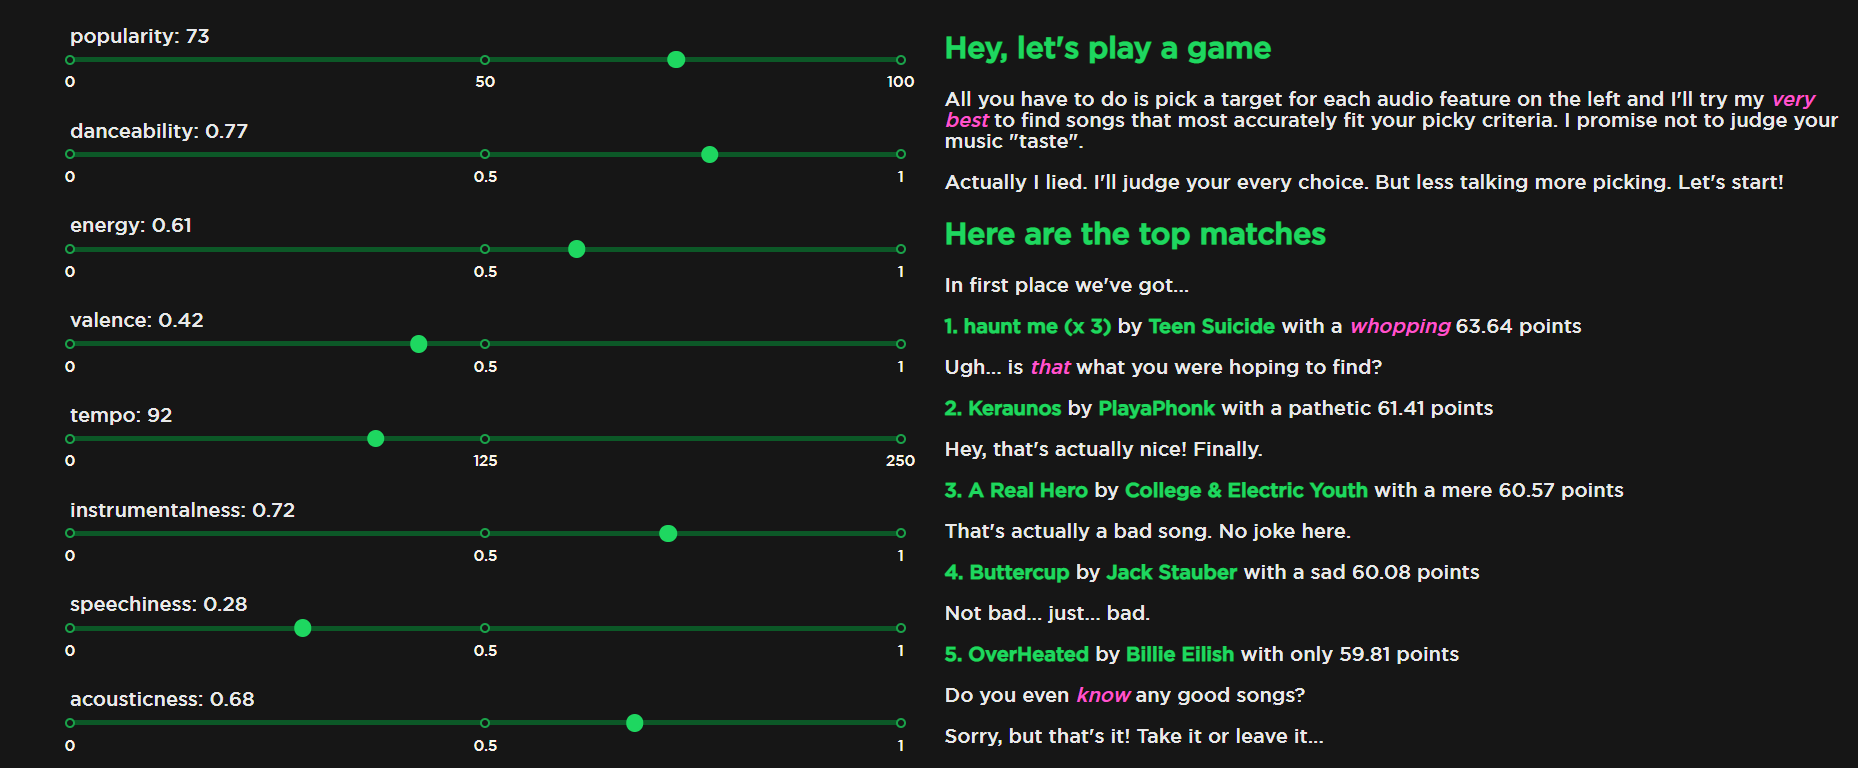 popularity: 73
0 50 100
danceability: 0.77
0 0.5 1
energy: 0.61
0 0.5 1
valence: 0.42
0 0.5 1
tempo: 92
0 125 250
instrumentalness: 0.72
0 0.5 1
speechiness: 0.28
0 0.5 1
acousticness: 0.68
0 0.5 1
Hey, let's play a game
All you have to do is pick a target for each audio feature on the left and I'll try my very
best to find songs that most accurately fit your picky criteria. I promise not to judge your
music "taste".
Actually I lied. I'll judge your every choice. But less talking more picking. Let's start!
Here are the top matches
In first place we've got...
1. haunt me (x 3) by Teen Suicide with a whopping 63.64 points
Ugh... is that what you were hoping to find?
2. Keraunos by PlayaPhonk with a pathetic 61.41 points
Hey, that's actually nice! Finally.
3. A Real Hero by College & Electric Youth with a mere 60.57 points
That's actually a bad song. No joke here.
4. Buttercup by Jack Stauber with a sad 60.08 points
Not bad... just... bad.
5. OverHeated by Billie Eilish with only 59.81 points
Do you even know any good songs?
Sorry, but that's it! Take it or leave it...